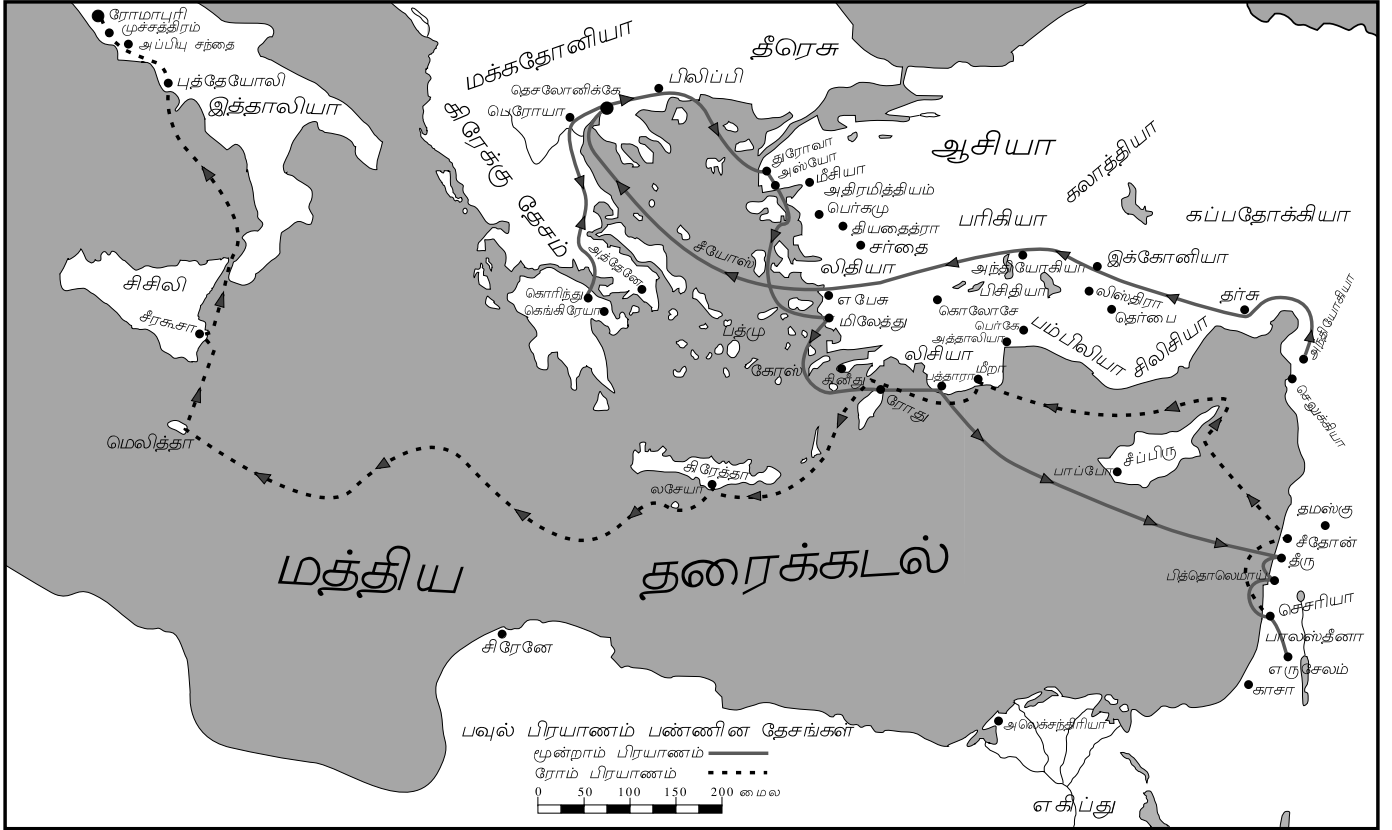 ரோமாபுரி
முச்சத்திரம்
அப்பியு சந்தை
புத்தேயோலி
இத்தாலியா
மக்கதோனியா
தீரெசு
பிலிப்பி
தெசலோனிக்கே
பெரோயா
கிரேக்கு தேசம்
துரோவா
அஸ்யோ
மீசியா
அதிரமித்தியம்
பெர்கமு
தியதைத்ரா
சர்தை
ஆசியா
கலாத்தியா
பரிகியா
கப்பதோக்கியா
லிதியா
அந்தியோகியா
இக்கோனியா
பிசிதியா
லிஸ்திரா
தெர்பை
தர்சு
அந்தியோகியா
சீயோஸ்
அத்தேனே
கொரிந்து
கெங்கிரேயா
எபேசு
மிலேத்து
கொலோசே
பெர்கே
அத்தாலியா
பம்பிலியா
சிலிசியா
பத்மு
லிசியா
சிசிலி
சீரகூசா
கோஸ்
கினீது
பத்தாரா
மீறா
ரோது
செலுக்கியா
மெலித்தா
கிரேத்தா
லசேயா
சீப்பிரு
பாப்போ
தமஸ்கு
சீதோன்
தீரு
பித்தொலெமாய்
செசரியா
பாலஸ்தீனா
எருசேலம்
காசா
மத்திய தரைக்கடல்
சிரேனே
அலெக்சந்திரியா
எகிப்து
பவுல் பிரயாணம் பண்ணின தேசங்கள்
மூன்றாம் பிரயாணம்
ரோம் பிரயாணம்
0 50 100 150 200 மைல